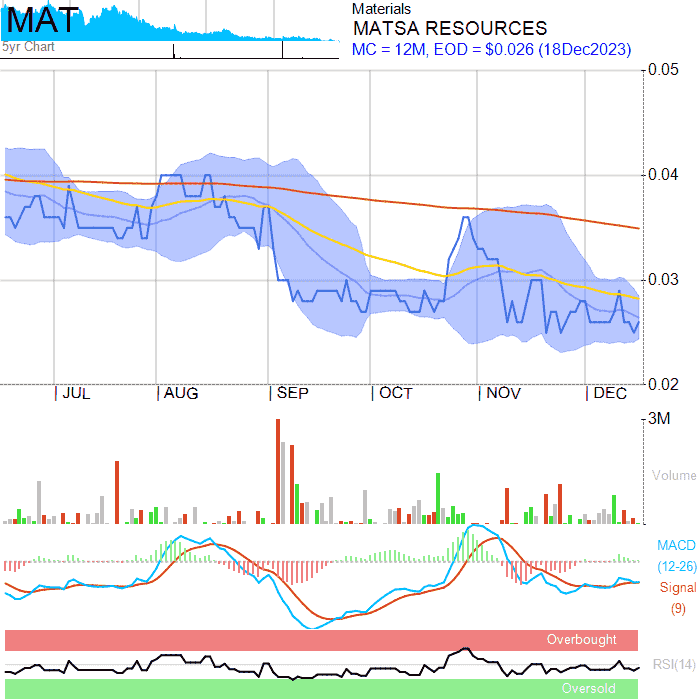 MAT
5yr Chart
Materials
MATSA RESOURCES
MC = 12M, EOD = $0.026 (18Dec2023)
0.05
0.04
0.03
0.02
JUL AUG SEP OCT NOV DEC
3M
Volume
MACD
(12-26)
Signal
(9)
Overbought
RSI(14)
Oversold